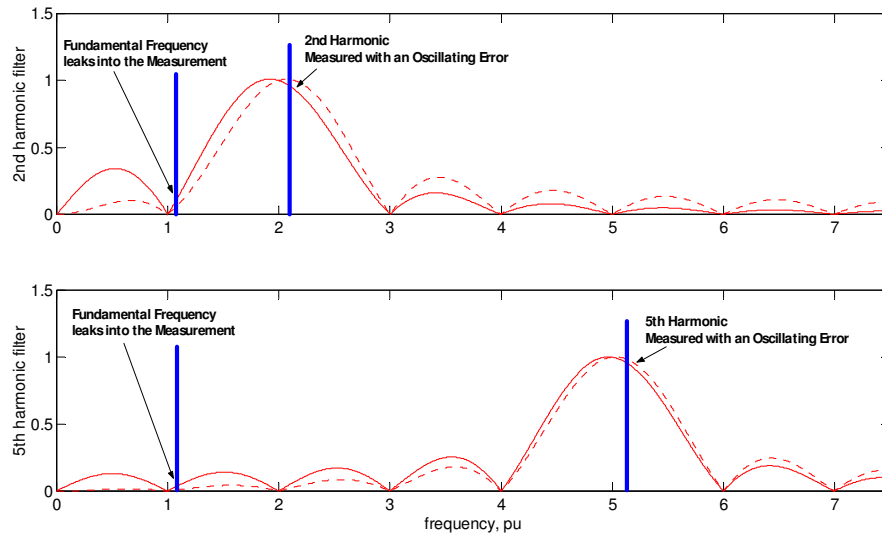 1.5
1
0.5
0
2nd harmonic filter
Fundamental Frequency
leaks into the Measurement
2nd Harmonic
Measured with an Oscillating Error
0 1 2 3 4 5 6 7
1.5
1
0.5
0
5th harmonic filter
Fundamental Frequency
leaks into the Measurement
5th Harmonic
Measured with an Oscillating Error
0 1 2 3 4 5 6 7
frequency, pu